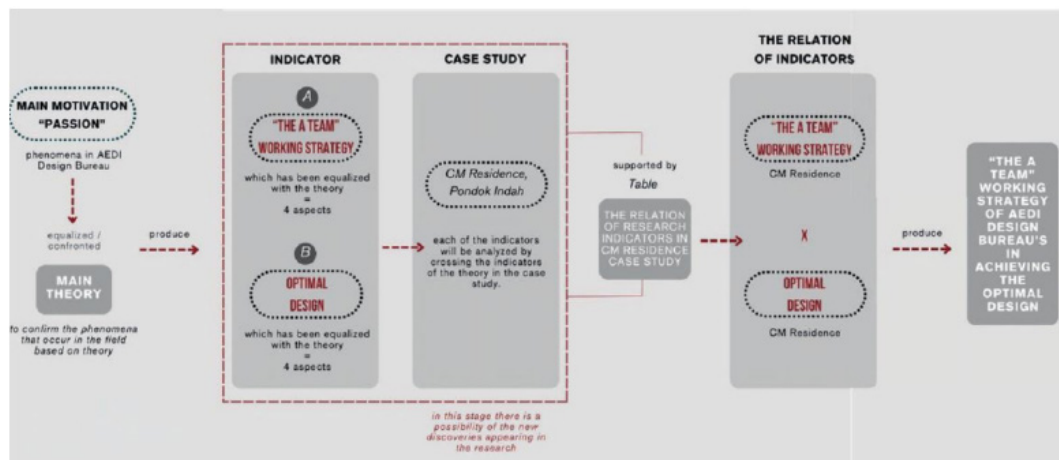 MAIN MOTIVATION
"PASSION"
phenomena in AEDI
Design Bureau
equalized /
confronted
MAIN
THEORY
to confirm the phenomena
that occur in the field
based on theory
produce
INDICATOR
A
"THE A TEAM"
WORKING STRATEGY
which has been equalized
with the theory
=
4 aspects
B
OPTIMAL
DESIGN
which has been equalized
with the theory
=
4 aspects
CASE STUDY
CM Residence,
Pondok Indah
each of the indicators
will be analyzed by
crossing the indicators
of the theory in the case
study.
in this stage there is a
possibility of the new
discoveries appearing in
the research
supported by
Table
THE RELATION
OF RESEARCH
INDICATORS IN
CM RESIDENCE
CASE STUDY
THE RELATION
OF INDICATORS
"THE A TEAM"
WORKING STRATEGY
CM Residence
X
OPTIMAL
DESIGN
CM Residence
produce
"THE A
TEAM"
WORKING
STRATEGY
OF AEDI
DESIGN
BUREAU'S
IN
ACHIEVING
THE
OPTIMAL
DESIGN